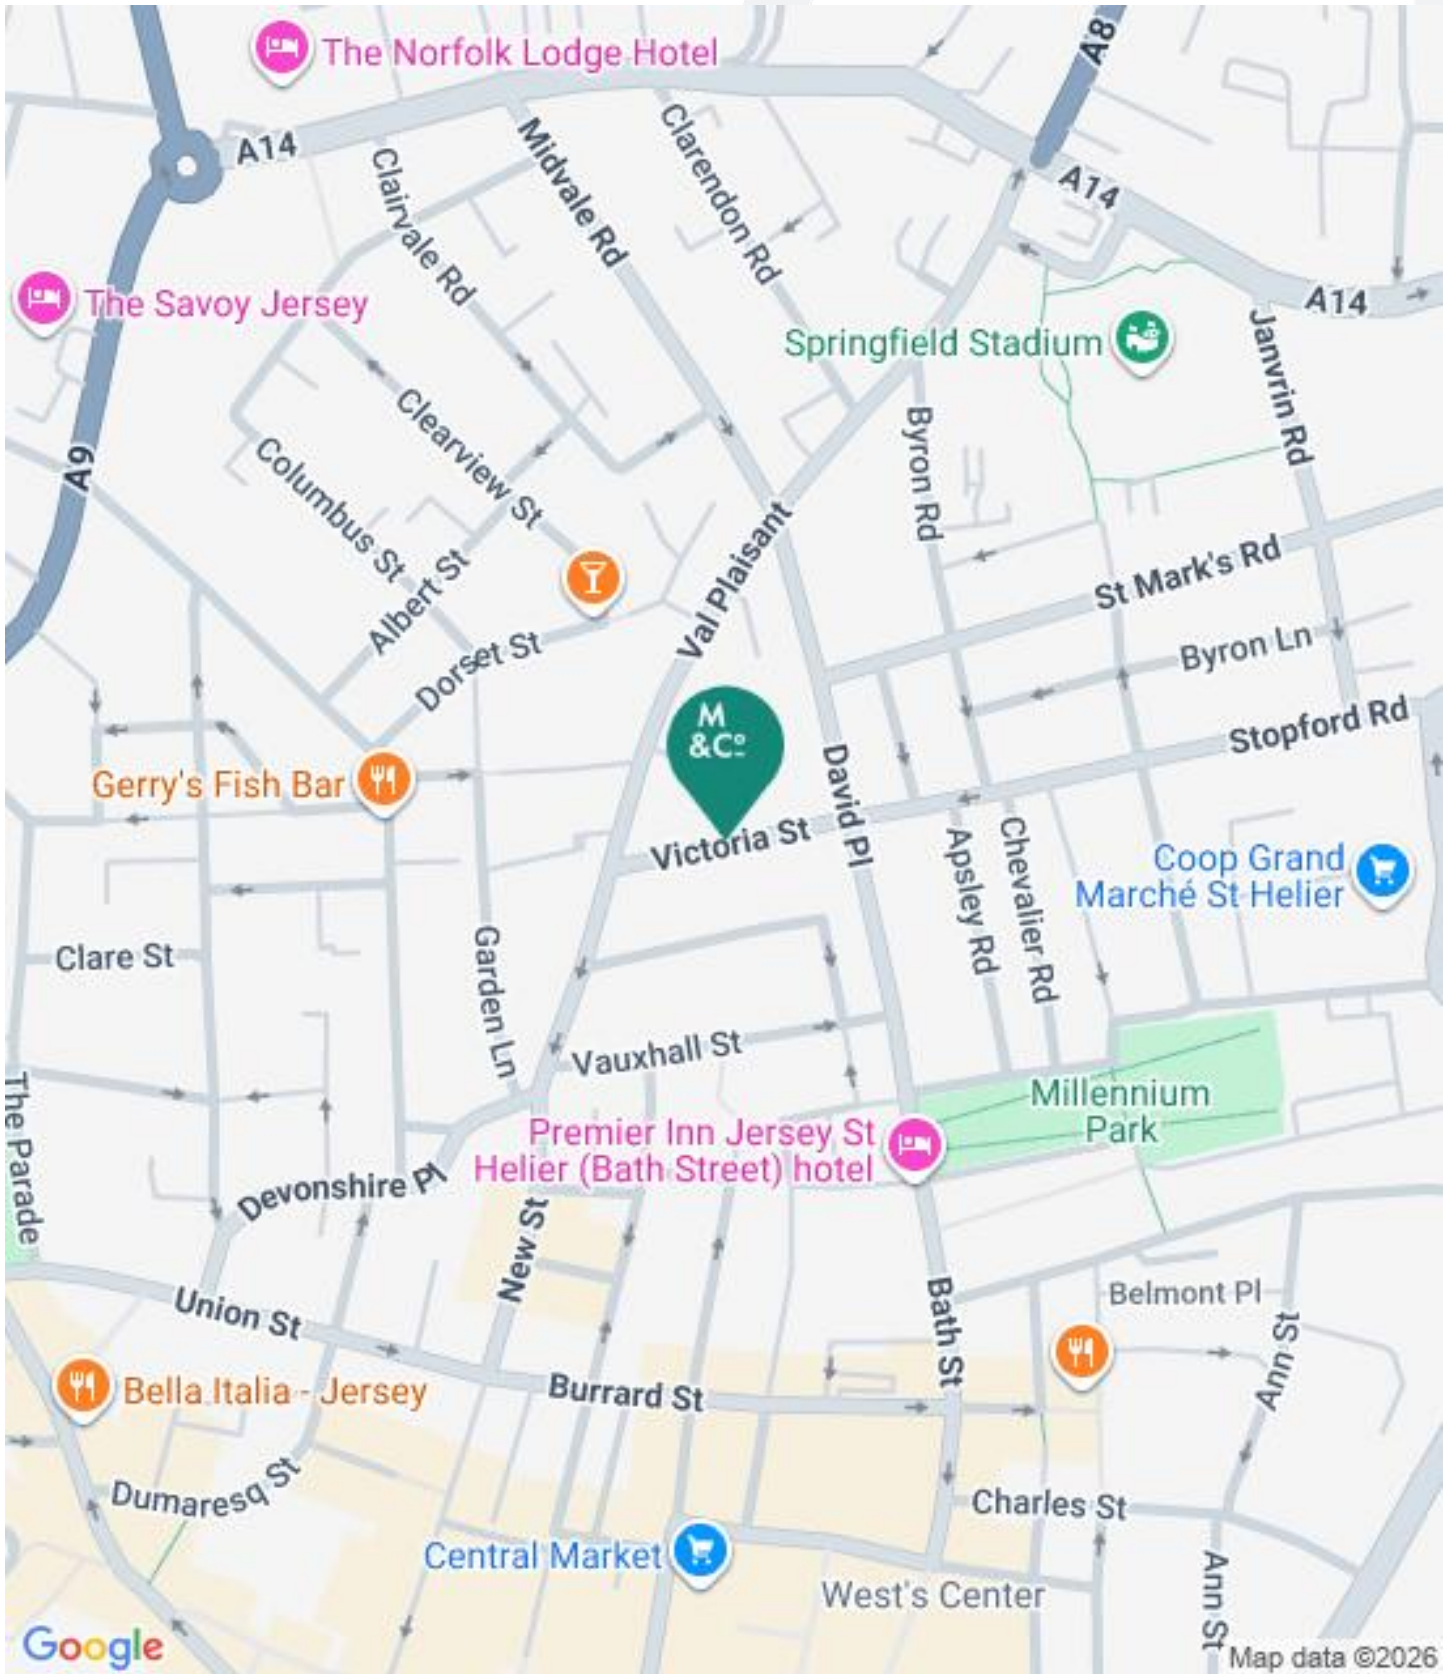 The Norfolk Lodge Hotel
A8
A14
Midvale Rd
Clarendon Rd
Clairvale Rd
A14
The Savoy Jersey
A14
Springfield Stadium
Janvrin Rd
A9
Clearview St
Columbus St
Byron Rd
Val Plaisant
Albert St
St Mark's Rd
Dorset St
Byron Ln
M
&Cº
Stopford Rd
Gerry's Fish Bar
David Pl
Victoria St
Apsley Rd
Chevalier Rd
Coop Grand
Marché St Helier
Clare St
Garden Ln
Vauxhall St
The Parade
Millennium
Park
Premier Inn Jersey St
Helier (Bath Street) hotel
Devonshire Pl
New St
Union St
Bath St
Belmont Pl
Ann St
Bella Italia - Jersey
Burrard St
Dumaresq St
Charles St
Central Market
West's Center
Ann St
Google
Map data ©2026